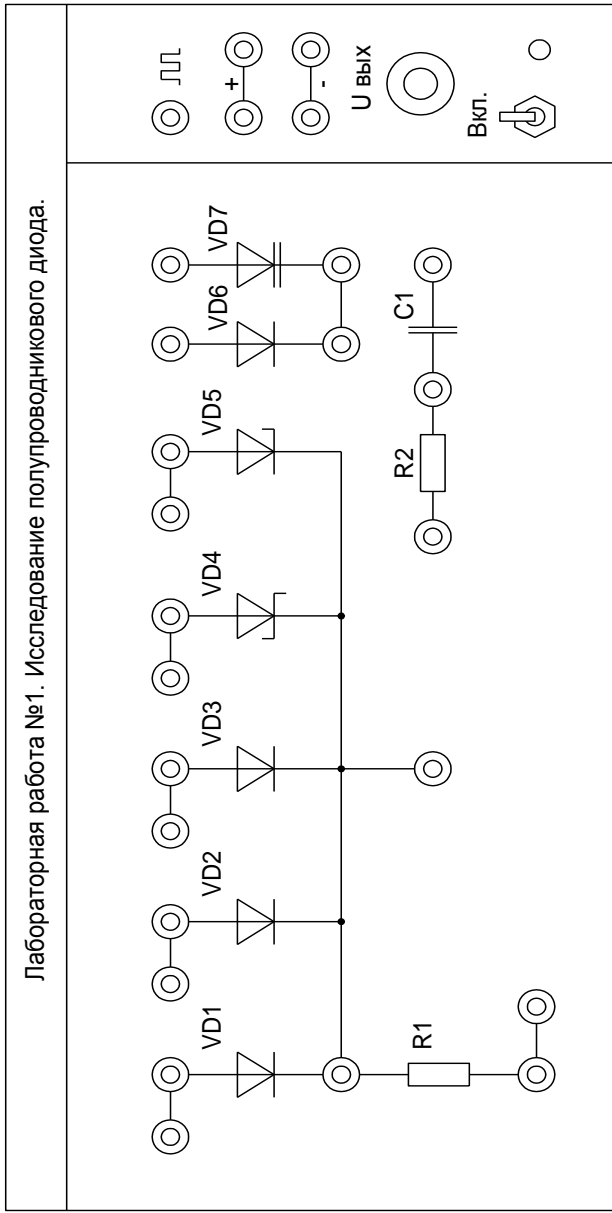 Лабораторная работа №1. Исследование полупроводникового диода.
VD1
VD2
VD3
VD4
VD5
VD6
VD7
R1
R2
C1
+
-
U вых
Вкл.